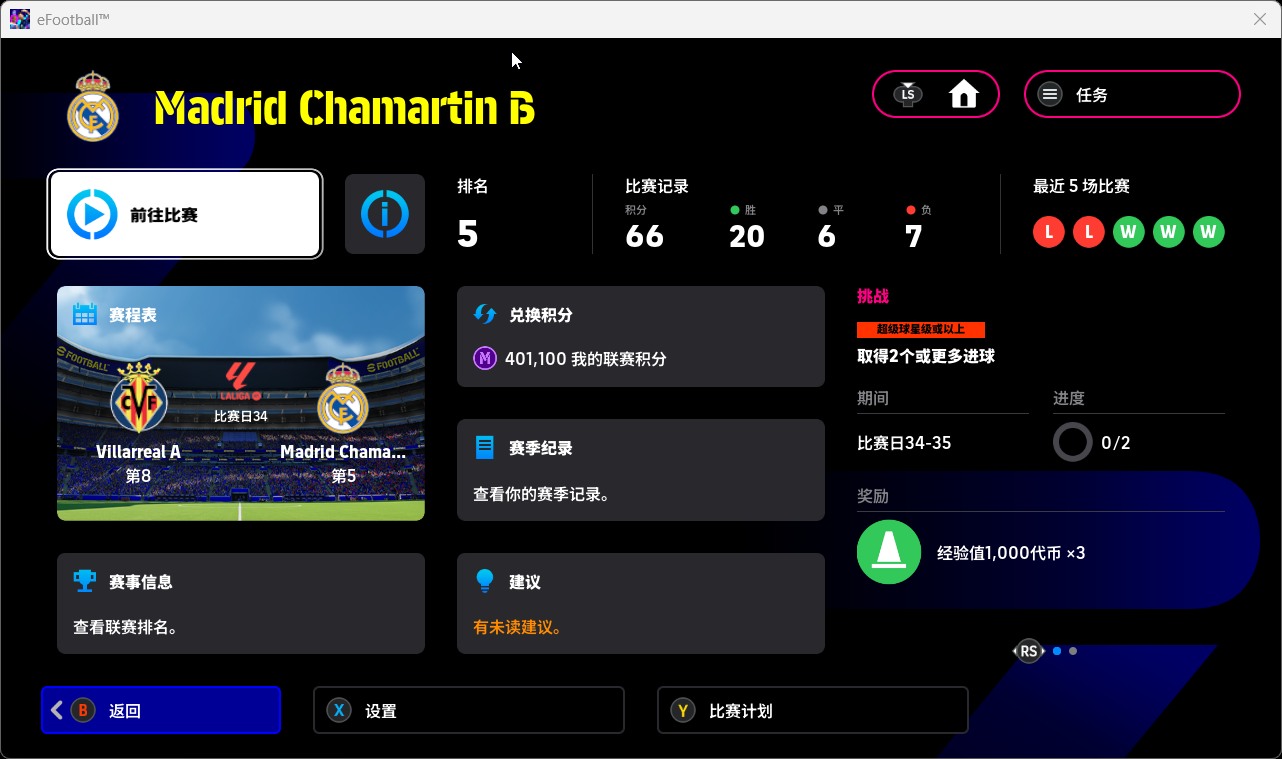 eFootball™
Madrid Chamartin B
LS
任务
前往比赛
排名
5
比赛记录
积分
66
胜
20
平
6
负
7
最近 5 场比赛
L L W W W
赛程表
eFOOTBALL
eFOOTBALL
LALIGA
比赛日34
Villarreal A
第8
Madrid Chama...
第5
兑换积分
M 401,100 我的联赛积分
赛季纪录
查看你的赛季记录。
赛事信息
查看联赛排名。
建议
有未读建议。
挑战
超级球星级或以上
取得2个或更多进球
期间
进度
比赛日34-35
0/2
奖励
经验值1,000代币 ×3
RS
B 返回
X 设置
Y 比赛计划